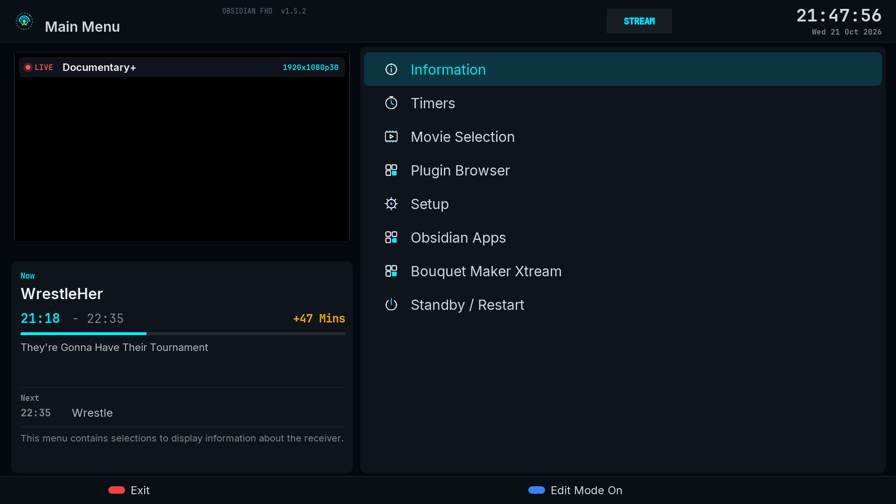 Main Menu
OBSIDIAN FHD v1.5.2
STREAM
21:47:56
Wed 21 Oct 2026
LIVE
Documentary+
1920x1080p30
Now
WrestleHer
21:18 - 22:35
+47 Mins
They're Gonna Have Their Tournament
Next
22:35 Wrestle
This menu contains selections to display information about the receiver.
Information
Timers
Movie Selection
Plugin Browser
Setup
Obsidian Apps
Bouquet Maker Xtream
Standby / Restart
Exit
Edit Mode On